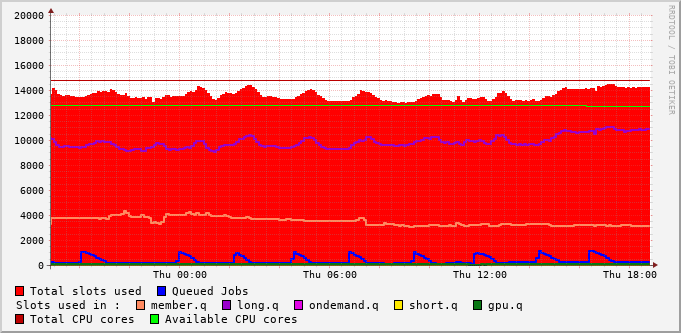 RRDTOOL / TOBI OETIKER
20000
18000
16000
14000
12000
10000
8000
6000
4000
2000
0
Thu 00:00 Thu 06:00 Thu 12:00 Thu 18:00
Total slots used Queued Jobs
Slots used in : member.q long.q ondemand.q short.q gpu.q
Total CPU cores Available CPU cores